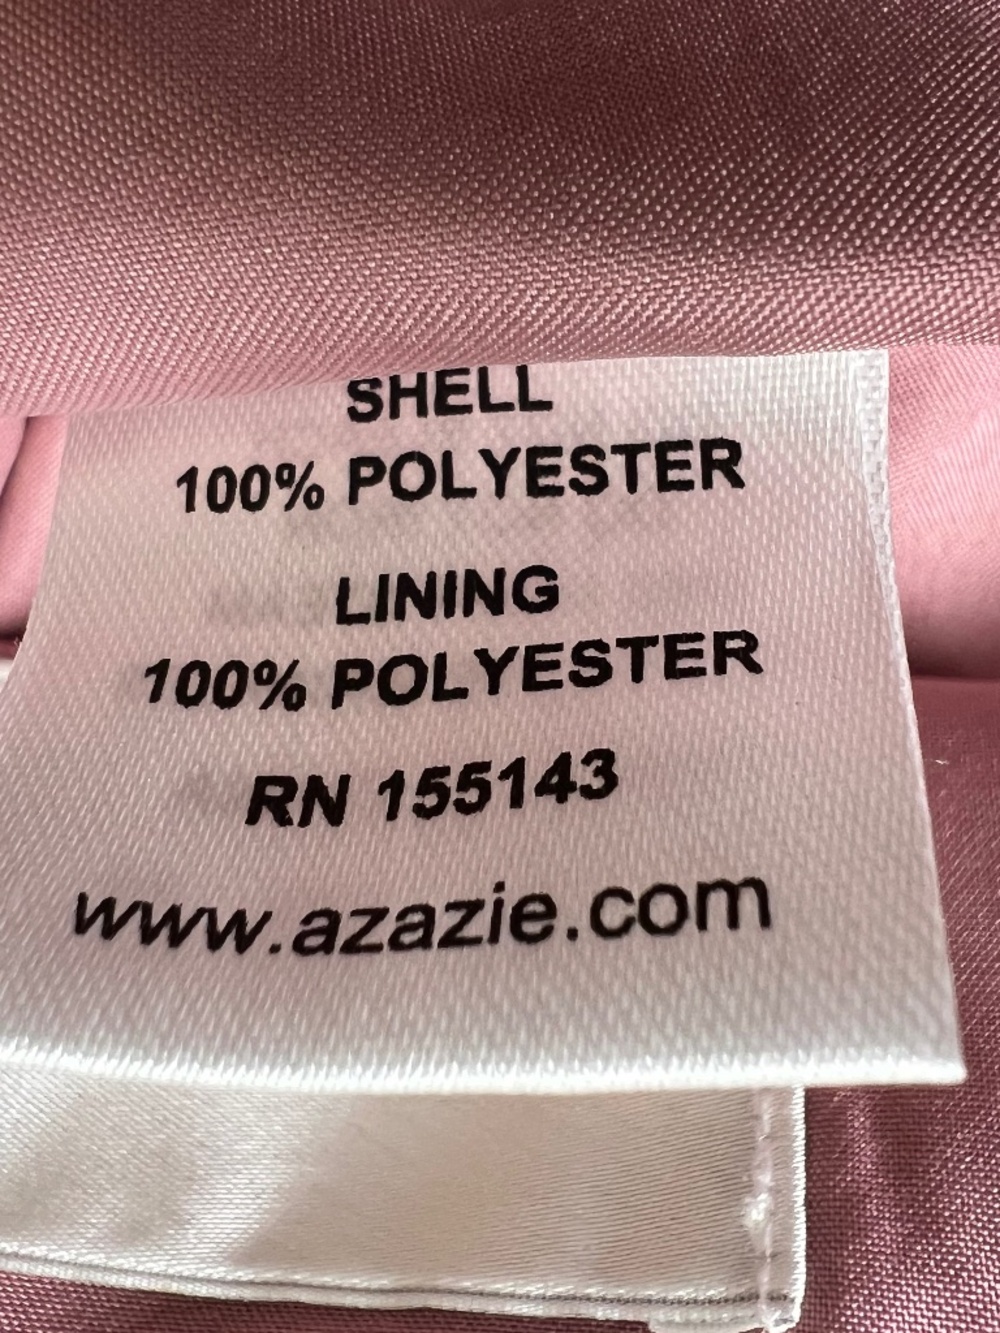 SHELL
100% POLYESTER
LINING
100% POLYESTER
RN 155143
www.azazie.com